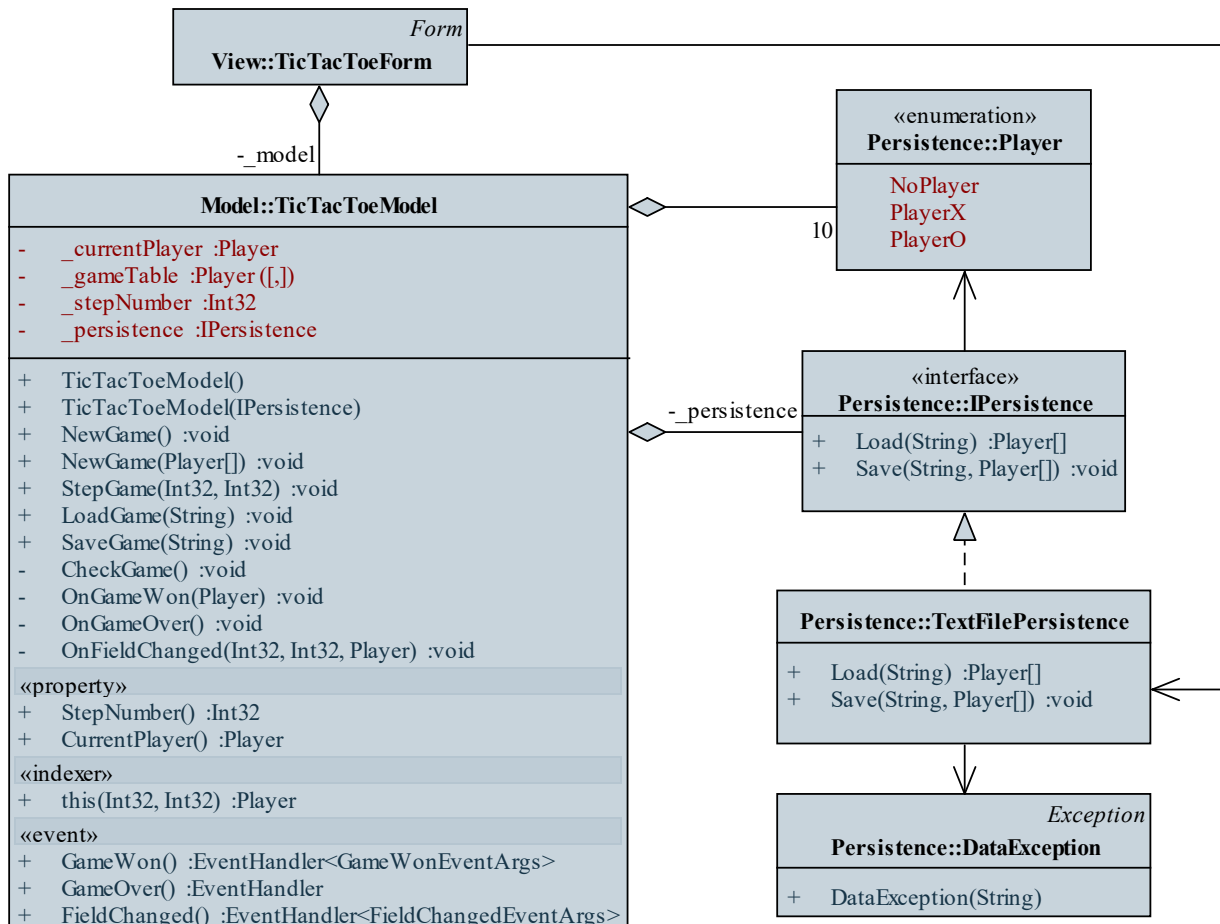 Form
View::TicTacToeForm
-_model
Model::TicTacToeModel
- _currentPlayer :Player
- _gameTable :Player ([,])
- _stepNumber :Int32
- _persistence :IPersistence
+ TicTacToeModel()
+ TicTacToeModel(IPersistence)
+ NewGame() :void
+ NewGame(Player[]) :void
+ StepGame(Int32, Int32) :void
+ LoadGame(String) :void
+ SaveGame(String) :void
- CheckGame() :void
- OnGameWon(Player) :void
- OnGameOver() :void
- OnFieldChanged(Int32, Int32, Player) :void
«property»
+ StepNumber() :Int32
+ CurrentPlayer() :Player
«indexer»
+ this(Int32, Int32) :Player
«event»
+ GameWon() :EventHandler<GameWonEventArgs>
+ GameOver() :EventHandler
+ FieldChanged() :EventHandler<FieldChangedEventArgs>
«enumeration»
Persistence::Player
NoPlayer
PlayerX
PlayerO
10
-_persistence
«interface»
Persistence::IPersistence
+ Load(String) :Player[]
+ Save(String, Player[]) :void
Persistence::TextFilePersistence
+ Load(String) :Player[]
+ Save(String, Player[]) :void
Exception
Persistence::DataException
+ DataException(String)